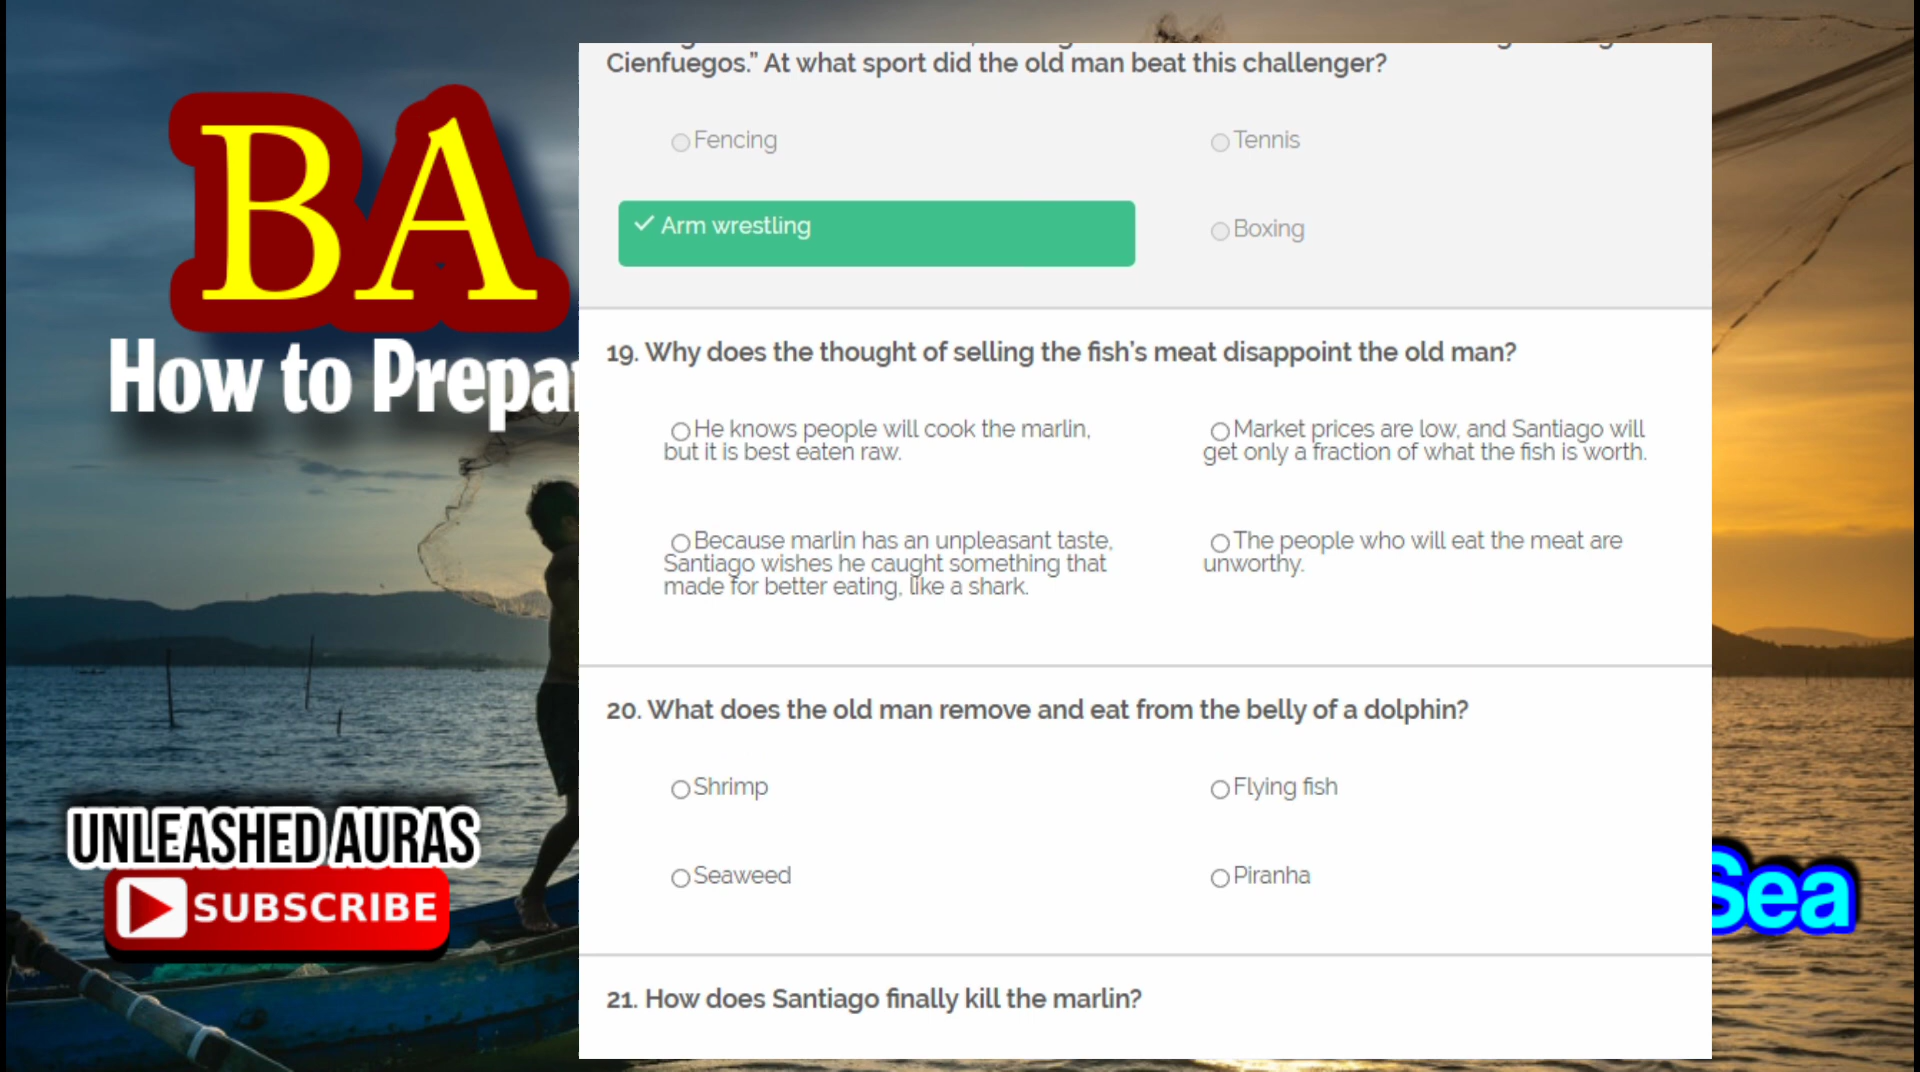 BA
How to Prepa
UNLEASHED AURAS
SUBSCRIBE
Cienfuegos.” At what sport did the old man beat this challenger?
Fencing
Tennis
Arm wrestling
Boxing
19. Why does the thought of selling the fish’s meat disappoint the old man?
He knows people will cook the marlin,
but it is best eaten raw.
Market prices are low, and Santiago will
get only a fraction of what the fish is worth.
Because marlin has an unpleasant taste,
Santiago wishes he caught something that
made for better eating, like a shark.
The people who will eat the meat are
unworthy.
20. What does the old man remove and eat from the belly of a dolphin?
Shrimp
Flying fish
Seaweed
Piranha
21. How does Santiago finally kill the marlin?
Sea